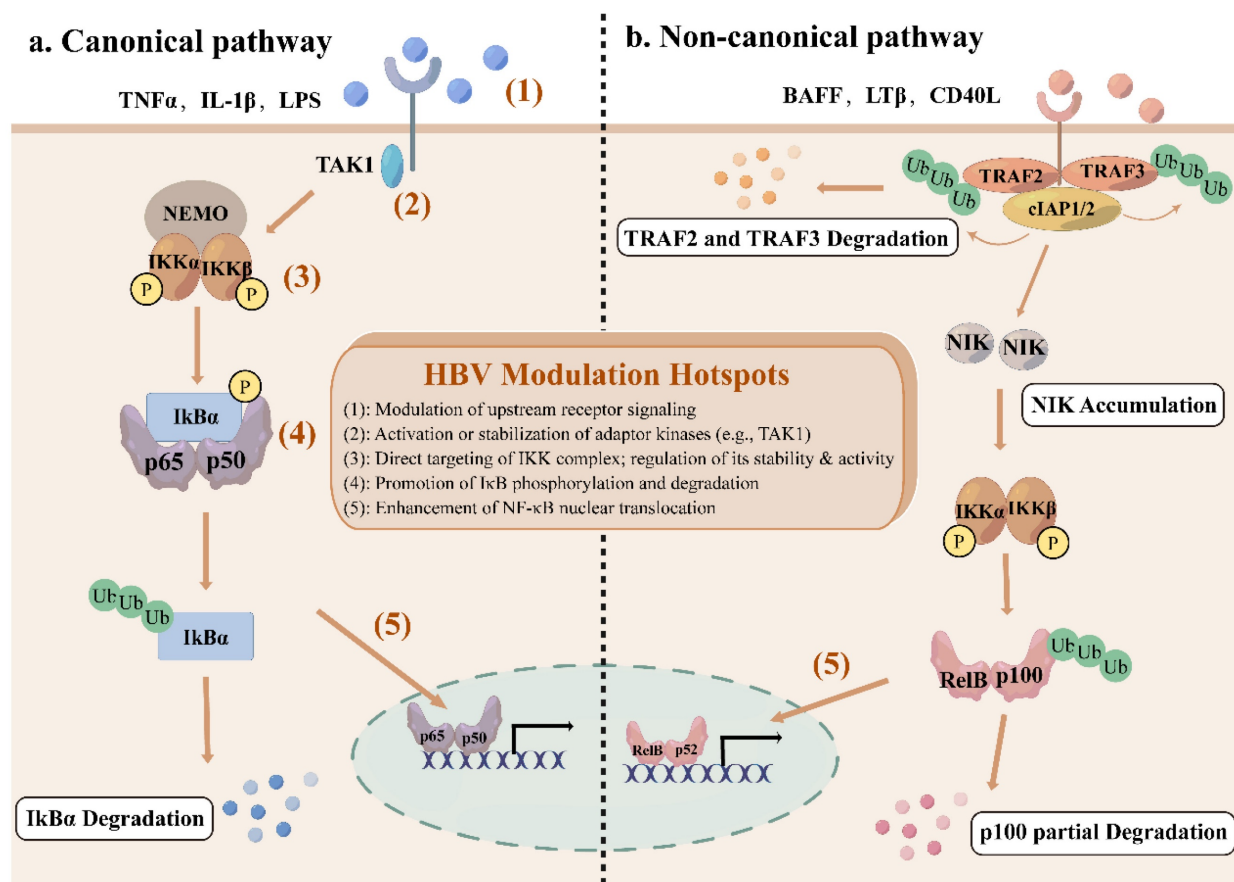 a. Canonical pathway
TNFα, IL-1β, LPS
(1)
TAK1
(2)
NEMO
IKKα
IKKβ
P
P
(3)
P
IkBα
p65
p50
(4)
Ub
Ub
Ub
IkBα
(5)
IkBα Degradation
p65
p50
HBV Modulation Hotspots
(1): Modulation of upstream receptor signaling
(2): Activation or stabilization of adaptor kinases (e.g., TAK1)
(3): Direct targeting of IKK complex; regulation of its stability & activity
(4): Promotion of IκB phosphorylation and degradation
(5): Enhancement of NF-κB nuclear translocation
b. Non-canonical pathway
BAFF, LTβ, CD40L
Ub
Ub
Ub
TRAF2
TRAF3
Ub
Ub
Ub
cIAP1/2
TRAF2 and TRAF3 Degradation
NIK
NIK
NIK Accumulation
IKKα
IKKβ
P
P
RelB
p100
Ub
Ub
Ub
(5)
RelB
p52
p100 partial Degradation